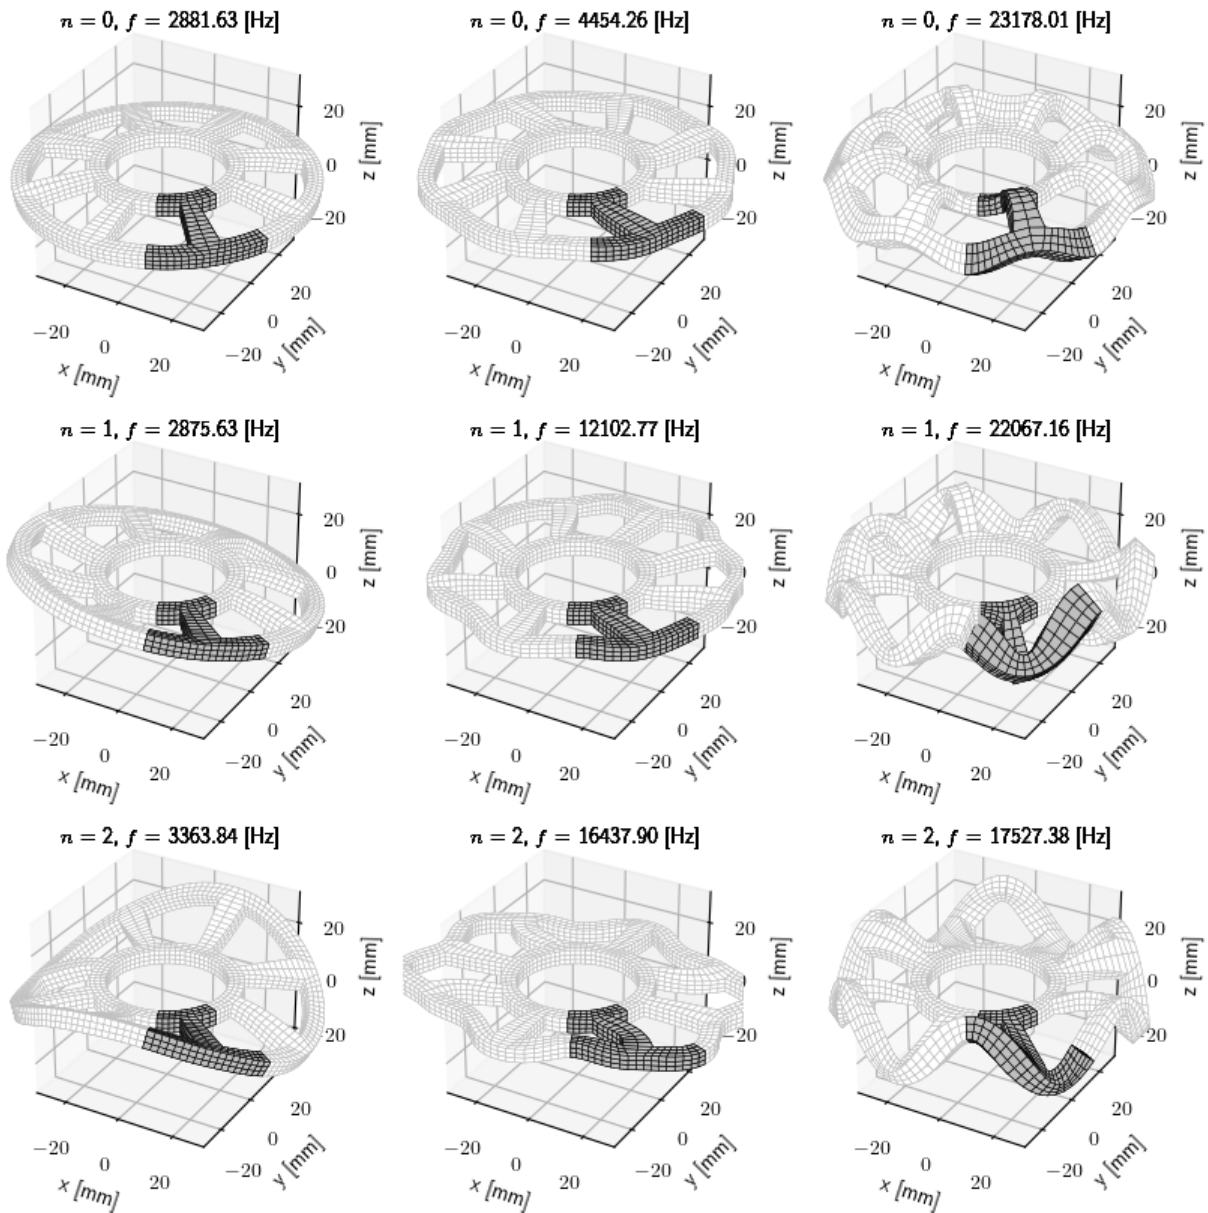 n = 0, f = 2881.63 [Hz]
n = 0, f = 4454.26 [Hz]
n = 0, f = 23178.01 [Hz]
20
0
−20
z [mm]
−20
0
20
x [mm]
−20
0
20
y [mm]
20
0
−20
z [mm]
−20
0
20
x [mm]
−20
0
20
y [mm]
20
0
−20
z [mm]
−20
0
20
x [mm]
−20
0
20
y [mm]
n = 1, f = 2875.63 [Hz]
n = 1, f = 12102.77 [Hz]
n = 1, f = 22067.16 [Hz]
20
0
−20
z [mm]
−20
0
20
x [mm]
−20
0
20
y [mm]
20
0
−20
z [mm]
−20
0
20
x [mm]
−20
0
20
y [mm]
20
0
−20
z [mm]
−20
0
20
x [mm]
−20
0
20
y [mm]
n = 2, f = 3363.84 [Hz]
n = 2, f = 16437.90 [Hz]
n = 2, f = 17527.38 [Hz]
20
0
−20
z [mm]
−20
0
20
x [mm]
−20
0
20
y [mm]
20
0
−20
z [mm]
−20
0
20
x [mm]
−20
0
20
y [mm]
20
0
−20
z [mm]
−20
0
20
x [mm]
−20
0
20
y [mm]